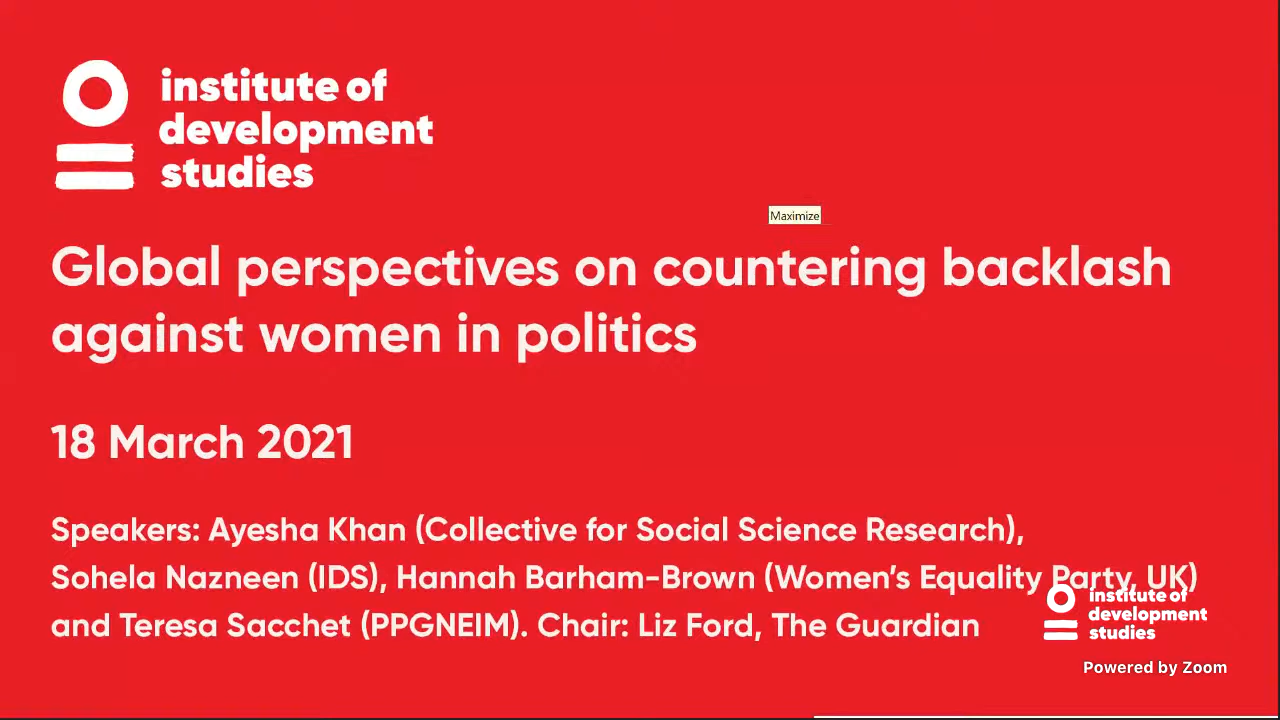 institute of
development
studies
Maximize
Global perspectives on countering backlash
against women in politics
18 March 2021
Speakers: Ayesha Khan (Collective for Social Science Research),
Sohela Nazneen (IDS), Hannah Barham-Brown (Women's Equality Party, UK)
and Teresa Sacchet (PPGNEIM). Chair: Liz Ford, The Guardian
institute of
development
studies
Powered by Zoom